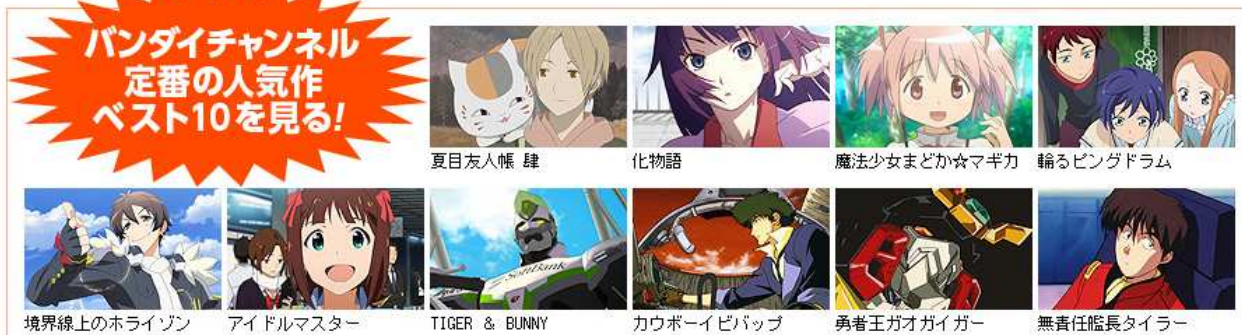 バンダイチャンネル
定番の人気作
ベスト10を見る!
夏目友人帳 肆
化物語
魔法少女まどか☆マギカ
輪るピングドラム
SoftBank
境界線上のホライゾン
アイドルマスター
TIGER & BUNNY
カウボーイビバップ
勇者王ガオガイガー
無責任艦長タイラー